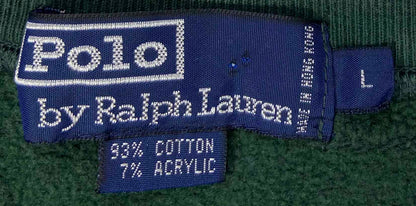 Polo
by Ralph Lauren
MADE IN HONG KONG
L
93% COTTON
7% ACRYLIC